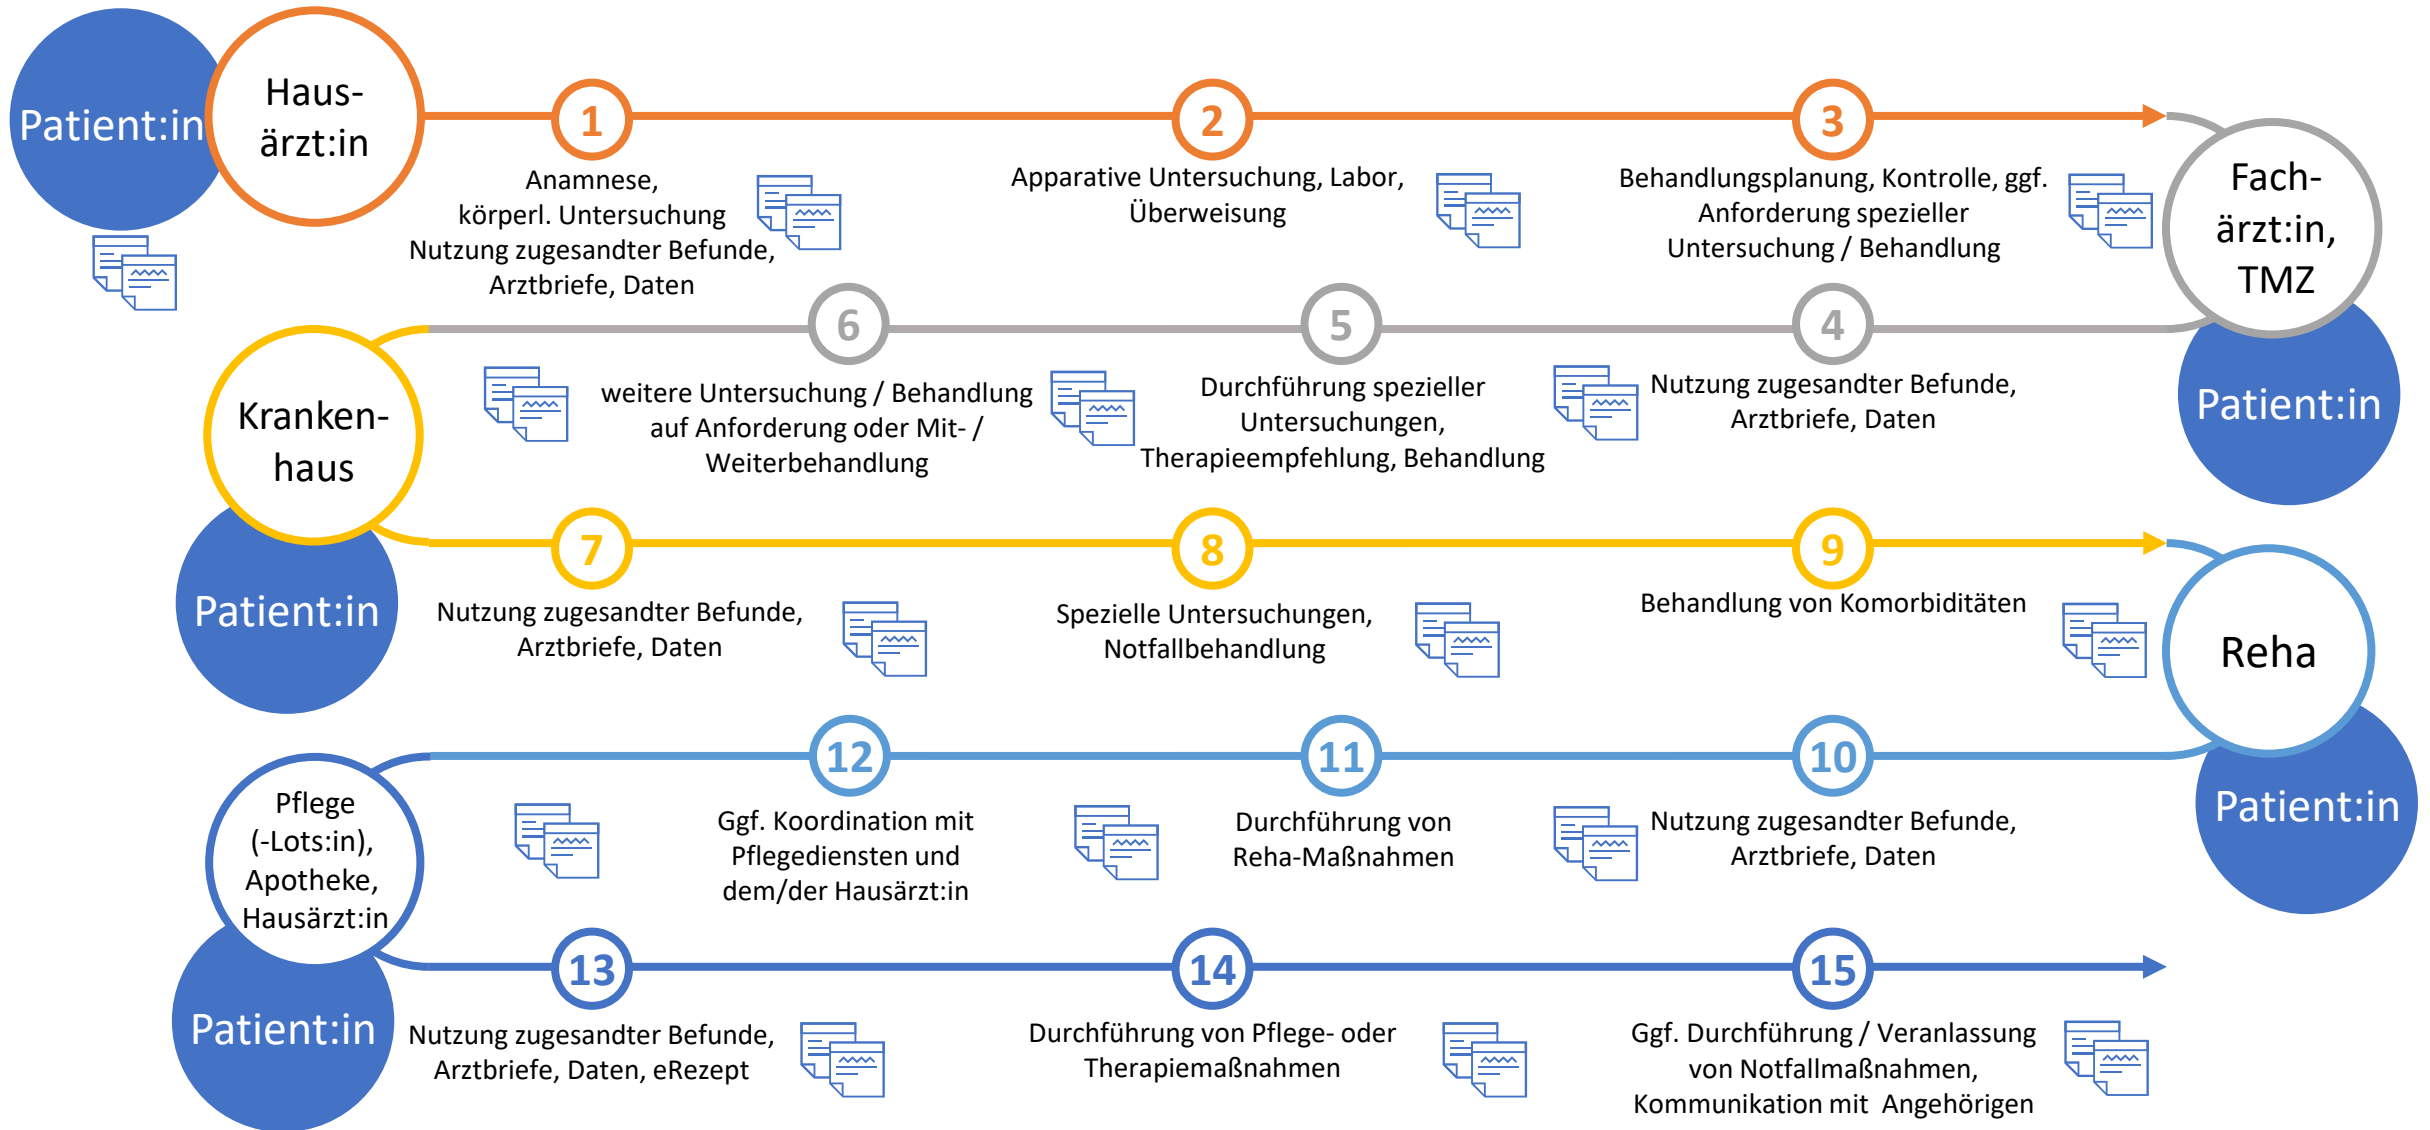 Patient:in
Haus-
ärzt:in
1
Anamnese,
körperl. Untersuchung
Nutzung zugesandter Befunde,
Arztbriefe, Daten
2
Apparative Untersuchung, Labor,
Überweisung
3
Behandlungsplanung, Kontrolle, ggf.
Anforderung spezieller
Untersuchung / Behandlung
Fach-
ärzt:in,
TMZ
Patient:in
4
Nutzung zugesandter Befunde,
Arztbriefe, Daten
5
Durchführung spezieller
Untersuchungen,
Therapieempfehlung, Behandlung
6
weitere Untersuchung / Behandlung
auf Anforderung oder Mit- /
Weiterbehandlung
Kranken-
haus
Patient:in
7
Nutzung zugesandter Befunde,
Arztbriefe, Daten
8
Spezielle Untersuchungen,
Notfallbehandlung
9
Behandlung von Komorbiditäten
Reha
Patient:in
10
Nutzung zugesandter Befunde,
Arztbriefe, Daten
11
Durchführung von
Reha-Maßnahmen
12
Ggf. Koordination mit
Pflegediensten und
dem/der Hausärzt:in
Pflege
(-Lots:in),
Apotheke,
Hausärzt:in
Patient:in
13
Nutzung zugesandter Befunde,
Arztbriefe, Daten, eRezept
14
Durchführung von Pflege- oder
Therapiemaßnahmen
15
Ggf. Durchführung / Veranlassung
von Notfallmaßnahmen,
Kommunikation mit Angehörigen